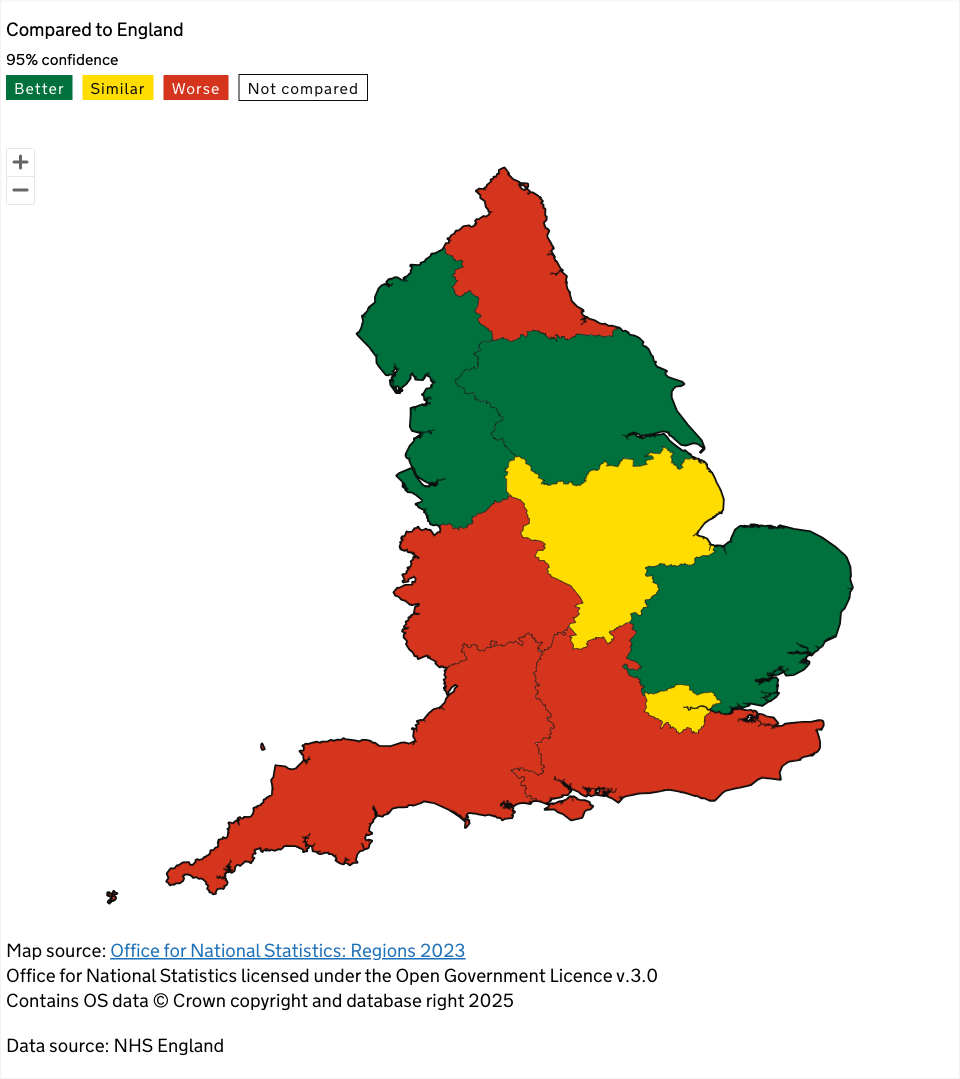 Compared to England
95% confidence
Better Similar Worse Not compared
+
−
Map source: Office for National Statistics: Regions 2023
Office for National Statistics licensed under the Open Government Licence v.3.0
Contains OS data © Crown copyright and database right 2025
Data source: NHS England